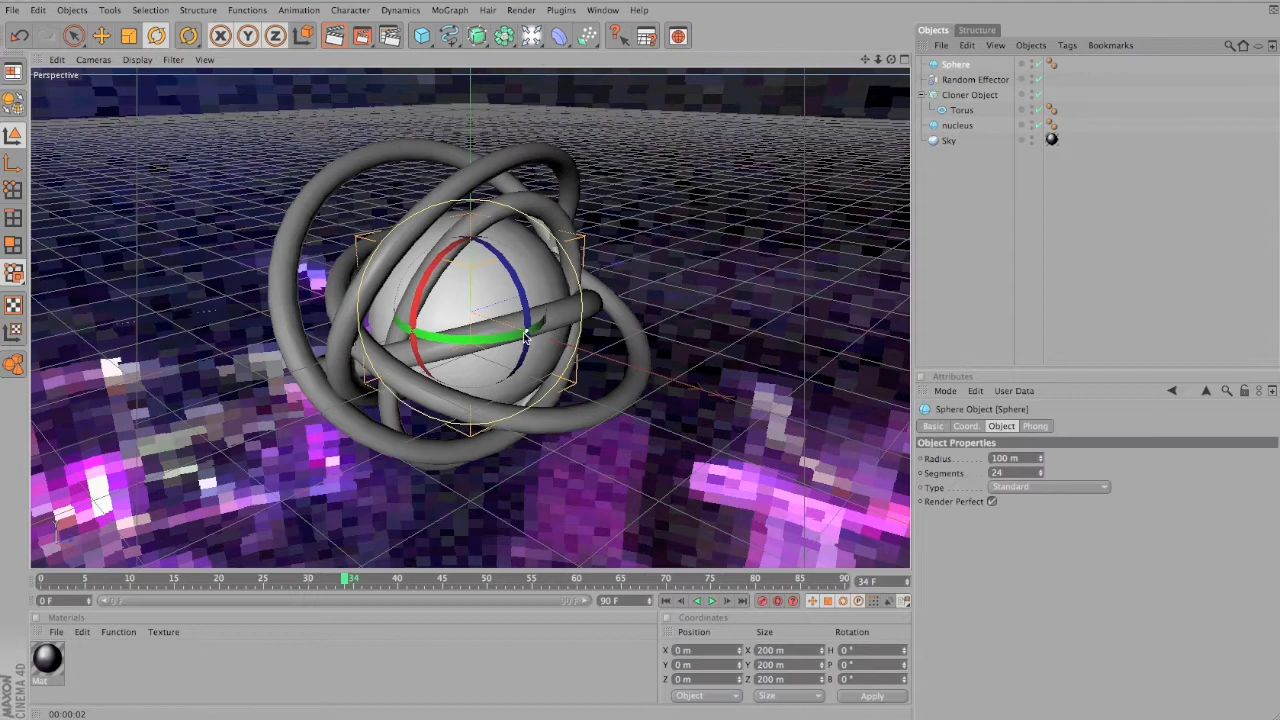 File Edit Objects Tools Selection Structure Functions Animation Character Dynamics MoGraph Hair Render Plugins Window Help
Edit Cameras Display Filter View
Perspective
Objects Structure
File Edit View Objects Tags Bookmarks
Sphere
Random Effector
Cloner Object
Torus
nucleus
Sky
Attributes
Mode Edit User Data
Sphere Object [Sphere]
Basic Coord. Object Phong
Object Properties
Radius 100 m
Segments 24
Type Standard
Render Perfect
0 5 10 15 20 25 30 34 40 45 50 55 60 65 70 75 80 85 90 34 F
0 F 0 F 90 F 90 F
Materials
File Edit Function Texture
Mat
Coordinates
Position Size Rotation
X 0 m X 200 m H 0 °
Y 0 m Y 200 m P 0 °
Z 0 m Z 200 m B 0 °
Object Size Apply
MAXON
CINEMA 4D
00:00:02